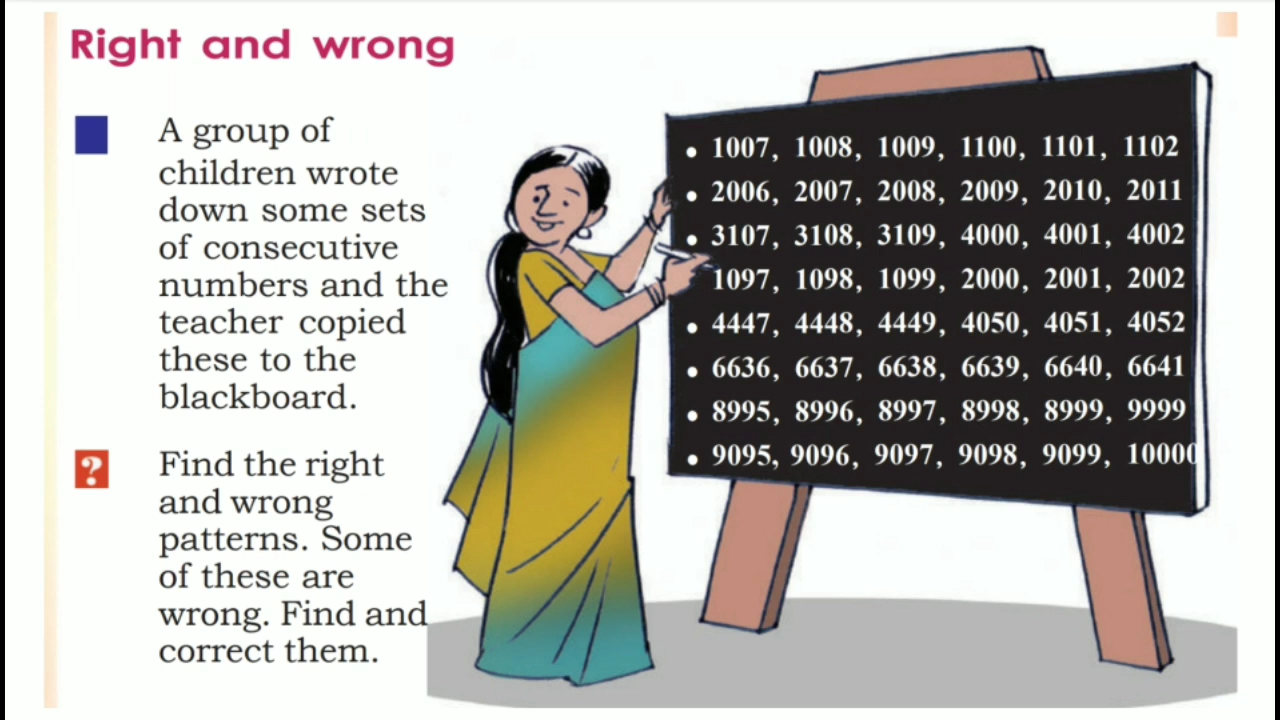 Right and wrong
A group of
children wrote
down some sets
of consecutive
numbers and the
teacher copied
these to the
blackboard.
?
Find the right
and wrong
patterns. Some
of these are
wrong. Find and
correct them.
• 1007, 1008, 1009, 1100, 1101, 1102
• 2006, 2007, 2008, 2009, 2010, 2011
• 3107, 3108, 3109, 4000, 4001, 4002
1097, 1098, 1099, 2000, 2001, 2002
• 4447, 4448, 4449, 4050, 4051, 4052
• 6636, 6637, 6638, 6639, 6640, 6641
• 8995, 8996, 8997, 8998, 8999, 9999
• 9095, 9096, 9097, 9098, 9099, 10000